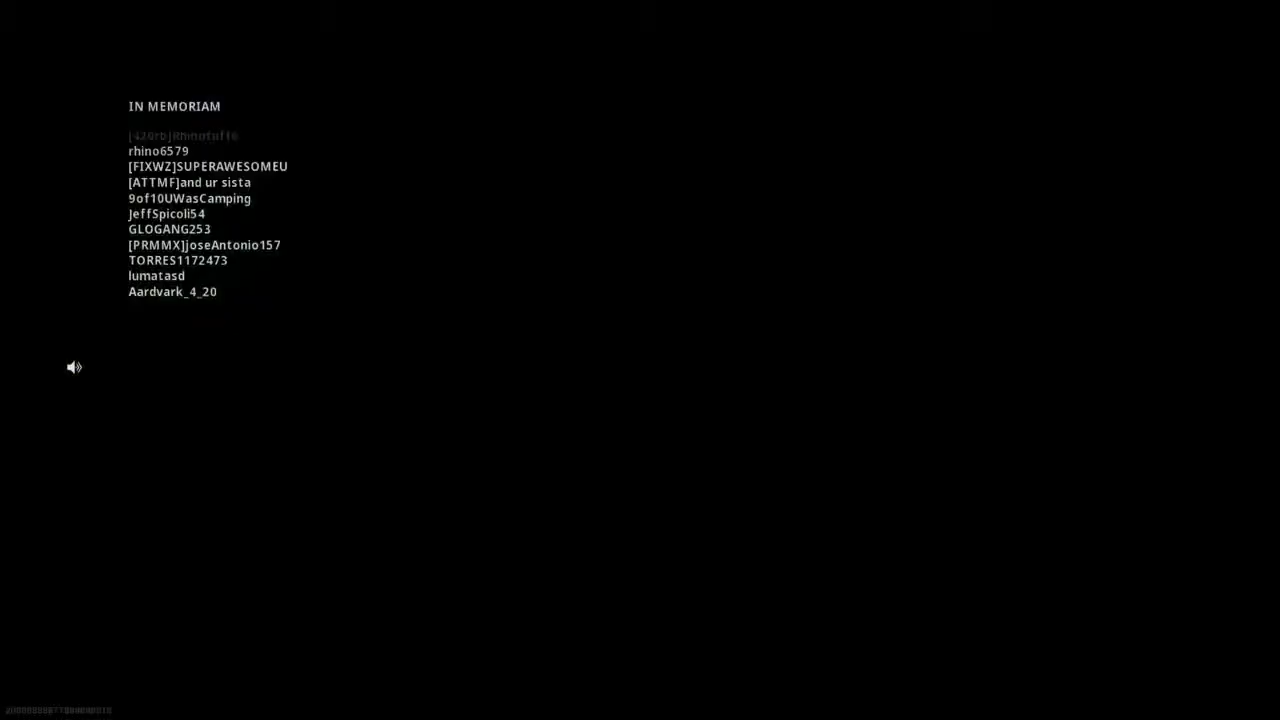 IN MEMORIAM
rhino6579
[FIXWZ]SUPERAWESOMEU
[ATTMF]and ur sista
9of10UWasCamping
JeffSpicoli54
GLOGANG253
[PRMMX]joseAntonio157
TORRES1172473
lumatasd
Aardvark_4_20